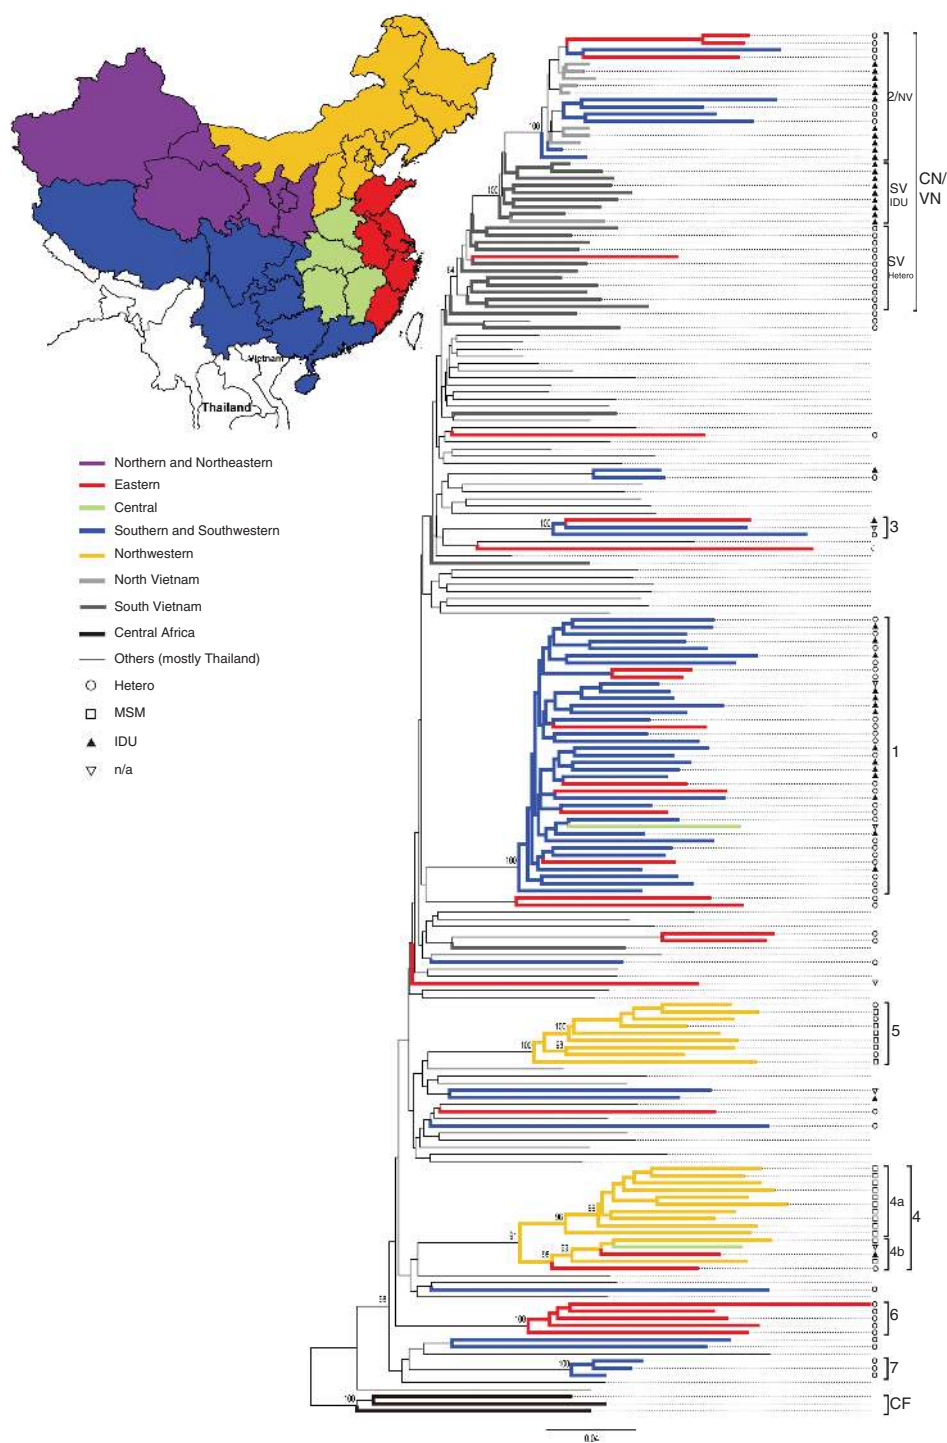 Vietnam
Thailand
Northern and Northeastern
Eastern
Central
Southern and Southwestern
Northwestern
North Vietnam
South Vietnam
Central Africa
Others (mostly Thailand)
Hetero
MSM
IDU
n/a
2/NV
CN/
VN
SV
IDU
SV
Hetero
3
1
5
4a
4
4b
6
7
CF
100
100
100
100
100
100
100
100
100
0.04